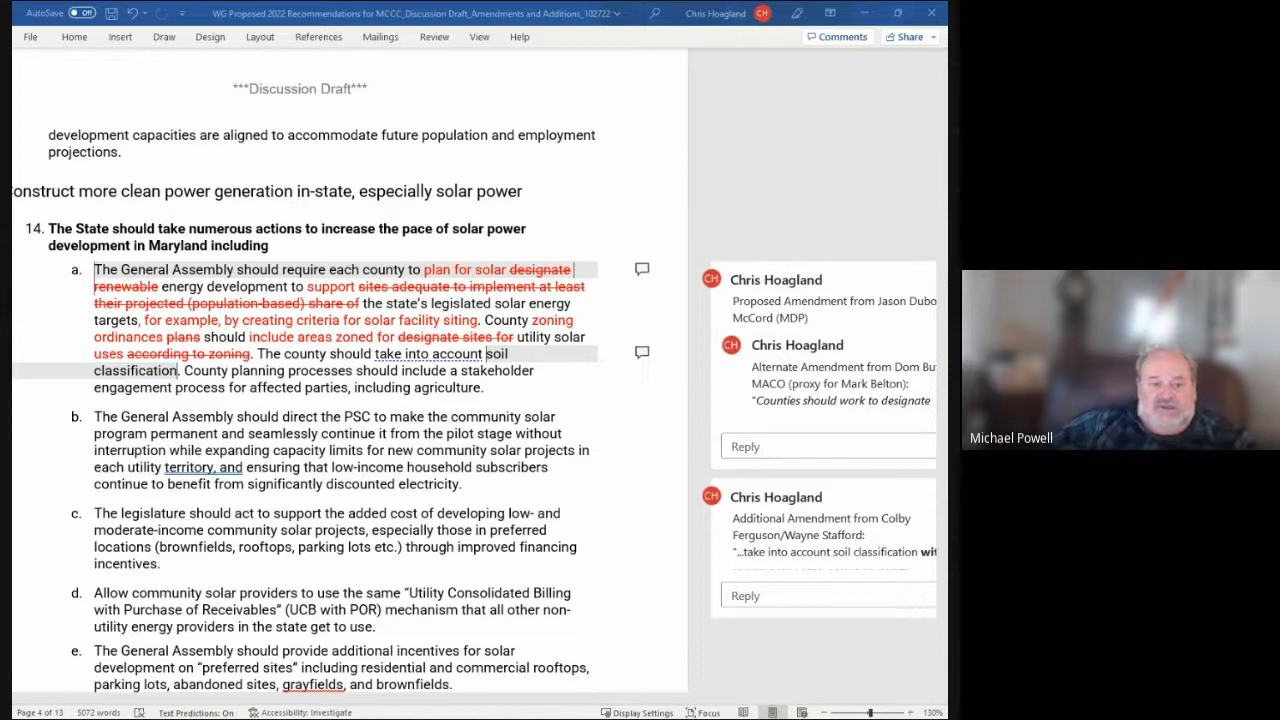 AutoSave Off WG Proposed 2022 Recommendations for MCCC_Discussion Draft_Amendments and Additions_102722 Chris Hoagland CH
File Home Insert Draw Design Layout References Mailings Review View Help Comments Share
***Discussion Draft***
development capacities are aligned to accommodate future population and employment
projections.
onstruct more clean power generation in-state, especially solar power
14. The State should take numerous actions to increase the pace of solar power
development in Maryland including
a. The General Assembly should require each county to plan for solar designate
renewable energy development to support sites adequate to implement at least
their projected (population-based) share of the state's legislated solar energy
targets, for example, by creating criteria for solar facility siting. County zoning
ordinances plans should include areas zoned for designate sites for utility solar
uses according to zoning. The county should take into account soil
classification. County planning processes should include a stakeholder
engagement process for affected parties, including agriculture.
b. The General Assembly should direct the PSC to make the community solar
program permanent and seamlessly continue it from the pilot stage without
interruption while expanding capacity limits for new community solar projects in
each utility territory, and ensuring that low-income household subscribers
continue to benefit from significantly discounted electricity.
c. The legislature should act to support the added cost of developing low- and
moderate-income community solar projects, especially those in preferred
locations (brownfields, rooftops, parking lots etc.) through improved financing
incentives.
d. Allow community solar providers to use the same “Utility Consolidated Billing
with Purchase of Receivables” (UCB with POR) mechanism that all other non-
utility energy providers in the state get to use.
e. The General Assembly should provide additional incentives for solar
development on “preferred sites” including residential and commercial rooftops,
parking lots, abandoned sites, grayfields, and brownfields.
CH Chris Hoagland
Proposed Amendment from Jason Dubo
McCord (MDP)
CH Chris Hoagland
Alternate Amendment from Dom Bu
MACO (proxy for Mark Belton):
"Counties should work to designate
Reply
CH Chris Hoagland
Additional Amendment from Colby
Ferguson/Wayne Stafford:
"...take into account soil classification wi
Reply
Michael Powell
Page 4 of 13 5072 words Text Predictions: On Accessibility: Investigate Display Settings Focus 130%